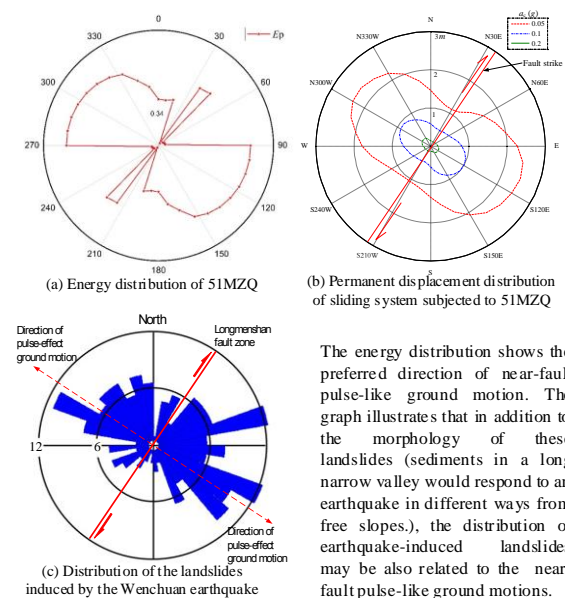 330
30
Ep
300
60
0.34
270
90
240
120
210
150
180
(a) Energy distribution of 51MZQ
N
N330W
3m
N30E
(g)
0.05
0.1
0.2
Fault strike
N300W
2
N60E
1
W
E
S240W
S120E
S210W
S150E
S
(b) Permanent displacement distribution
of sliding system subjected to 51MZQ
North
Direction of
pulse-effect
ground motion
Longmenshan
fault zone
12
6
Direction of
pulse-effect
ground motion
(c) Distribution of the landslides
induced by the Wenchuan earthquake
The energy distribution shows the
preferred direction of near-faul
pulse-like ground motion. The
graph illustrates that in addition to
the morphology of these
landslides (sediments in a long
narrow valley would respond to an
earthquake in different ways from
free slopes.), the distribution o
earthquake-induced landslides
may be also related to the near
fault pulse-like ground motions.